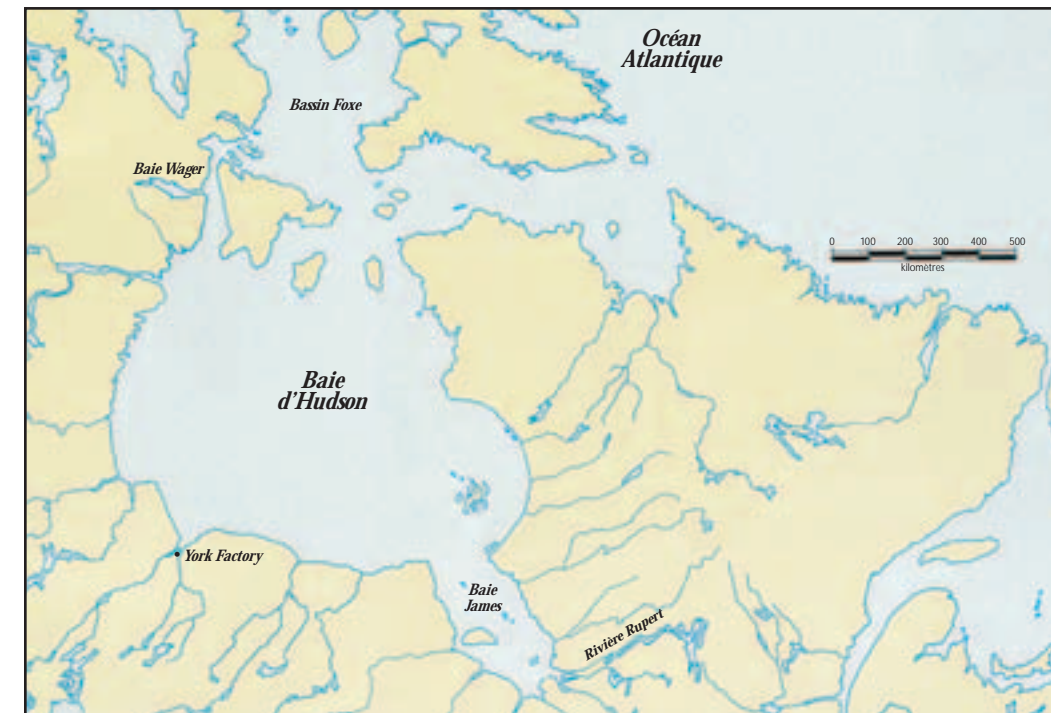 Océan
Atlantique
Bassin Foxe
Baie Wager
0 100 200 300 400 500
kilomètres
Baie
d'Hudson
York Factory
Baie
James
Rivière Rupert